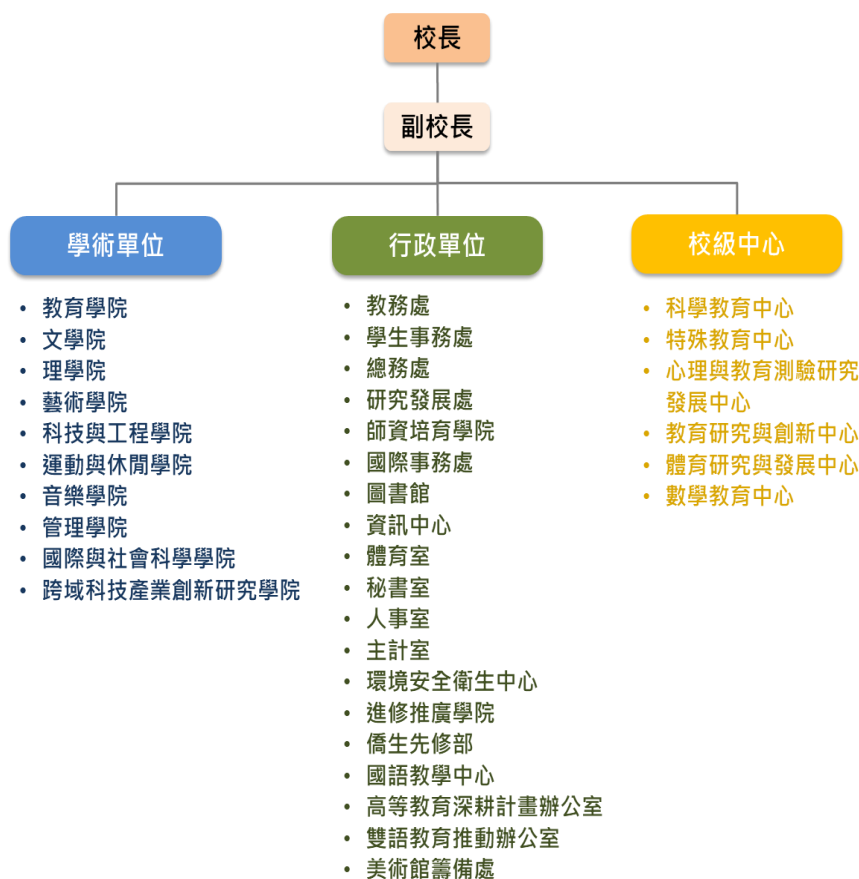 校長
副校長
學術單位
• 教育學院
• 文學院
• 理學院
• 藝術學院
• 科技與工程學院
• 運動與休閒學院
• 音樂學院
• 管理學院
• 國際與社會科學學院
• 跨域科技產業創新研究學院
行政單位
• 教務處
• 學生事務處
• 總務處
• 研究發展處
• 師資培育學院
• 國際事務處
• 圖書館
• 資訊中心
• 體育室
• 秘書室
• 人事室
• 主計室
• 環境安全衛生中心
• 進修推廣學院
• 僑生先修部
• 國語教學中心
• 高等教育深耕計畫辦公室
• 雙語教育推動辦公室
• 美術館籌備處
校級中心
• 科學教育中心
• 特殊教育中心
• 心理與教育測驗研究
發展中心
• 教育研究與創新中心
• 體育研究與發展中心
• 數學教育中心